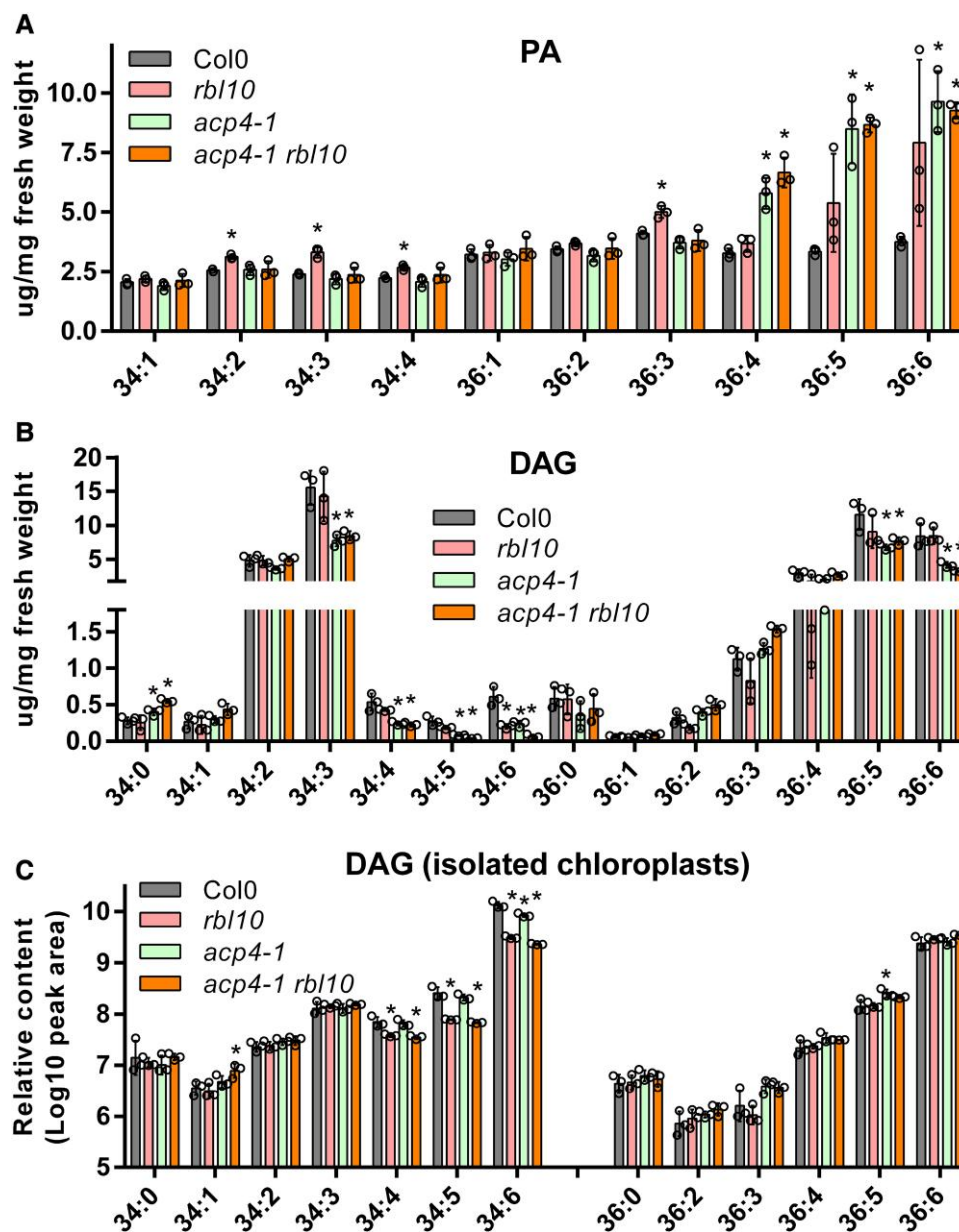 A
PA
Col0
rbl10
acp4-1
acp4-1 rbl10
ug/mg fresh weight
10.0
7.5
5.0
2.5
0.0
* * * * * * * * * *
34:1 34:2 34:3 34:4 36:1 36:2 36:3 36:4 36:5 36:6
B
DAG
Col0
rbl10
acp4-1
acp4-1 rbl10
ug/mg fresh weight
20
15
10
5
1.5
1.0
0.5
0.0
34:0 34:1 34:2 34:3 34:4 34:5 34:6 36:0 36:1 36:2 36:3 36:4 36:5 36:6
C
DAG (isolated chloroplasts)
Col0
rbl10
acp4-1
acp4-1 rbl10
Relative content
(Log10 peak area)
10
9
8
7
6
5
34:0 34:1 34:2 34:3 34:4 34:5 34:6 36:0 36:2 36:3 36:4 36:5 36:6